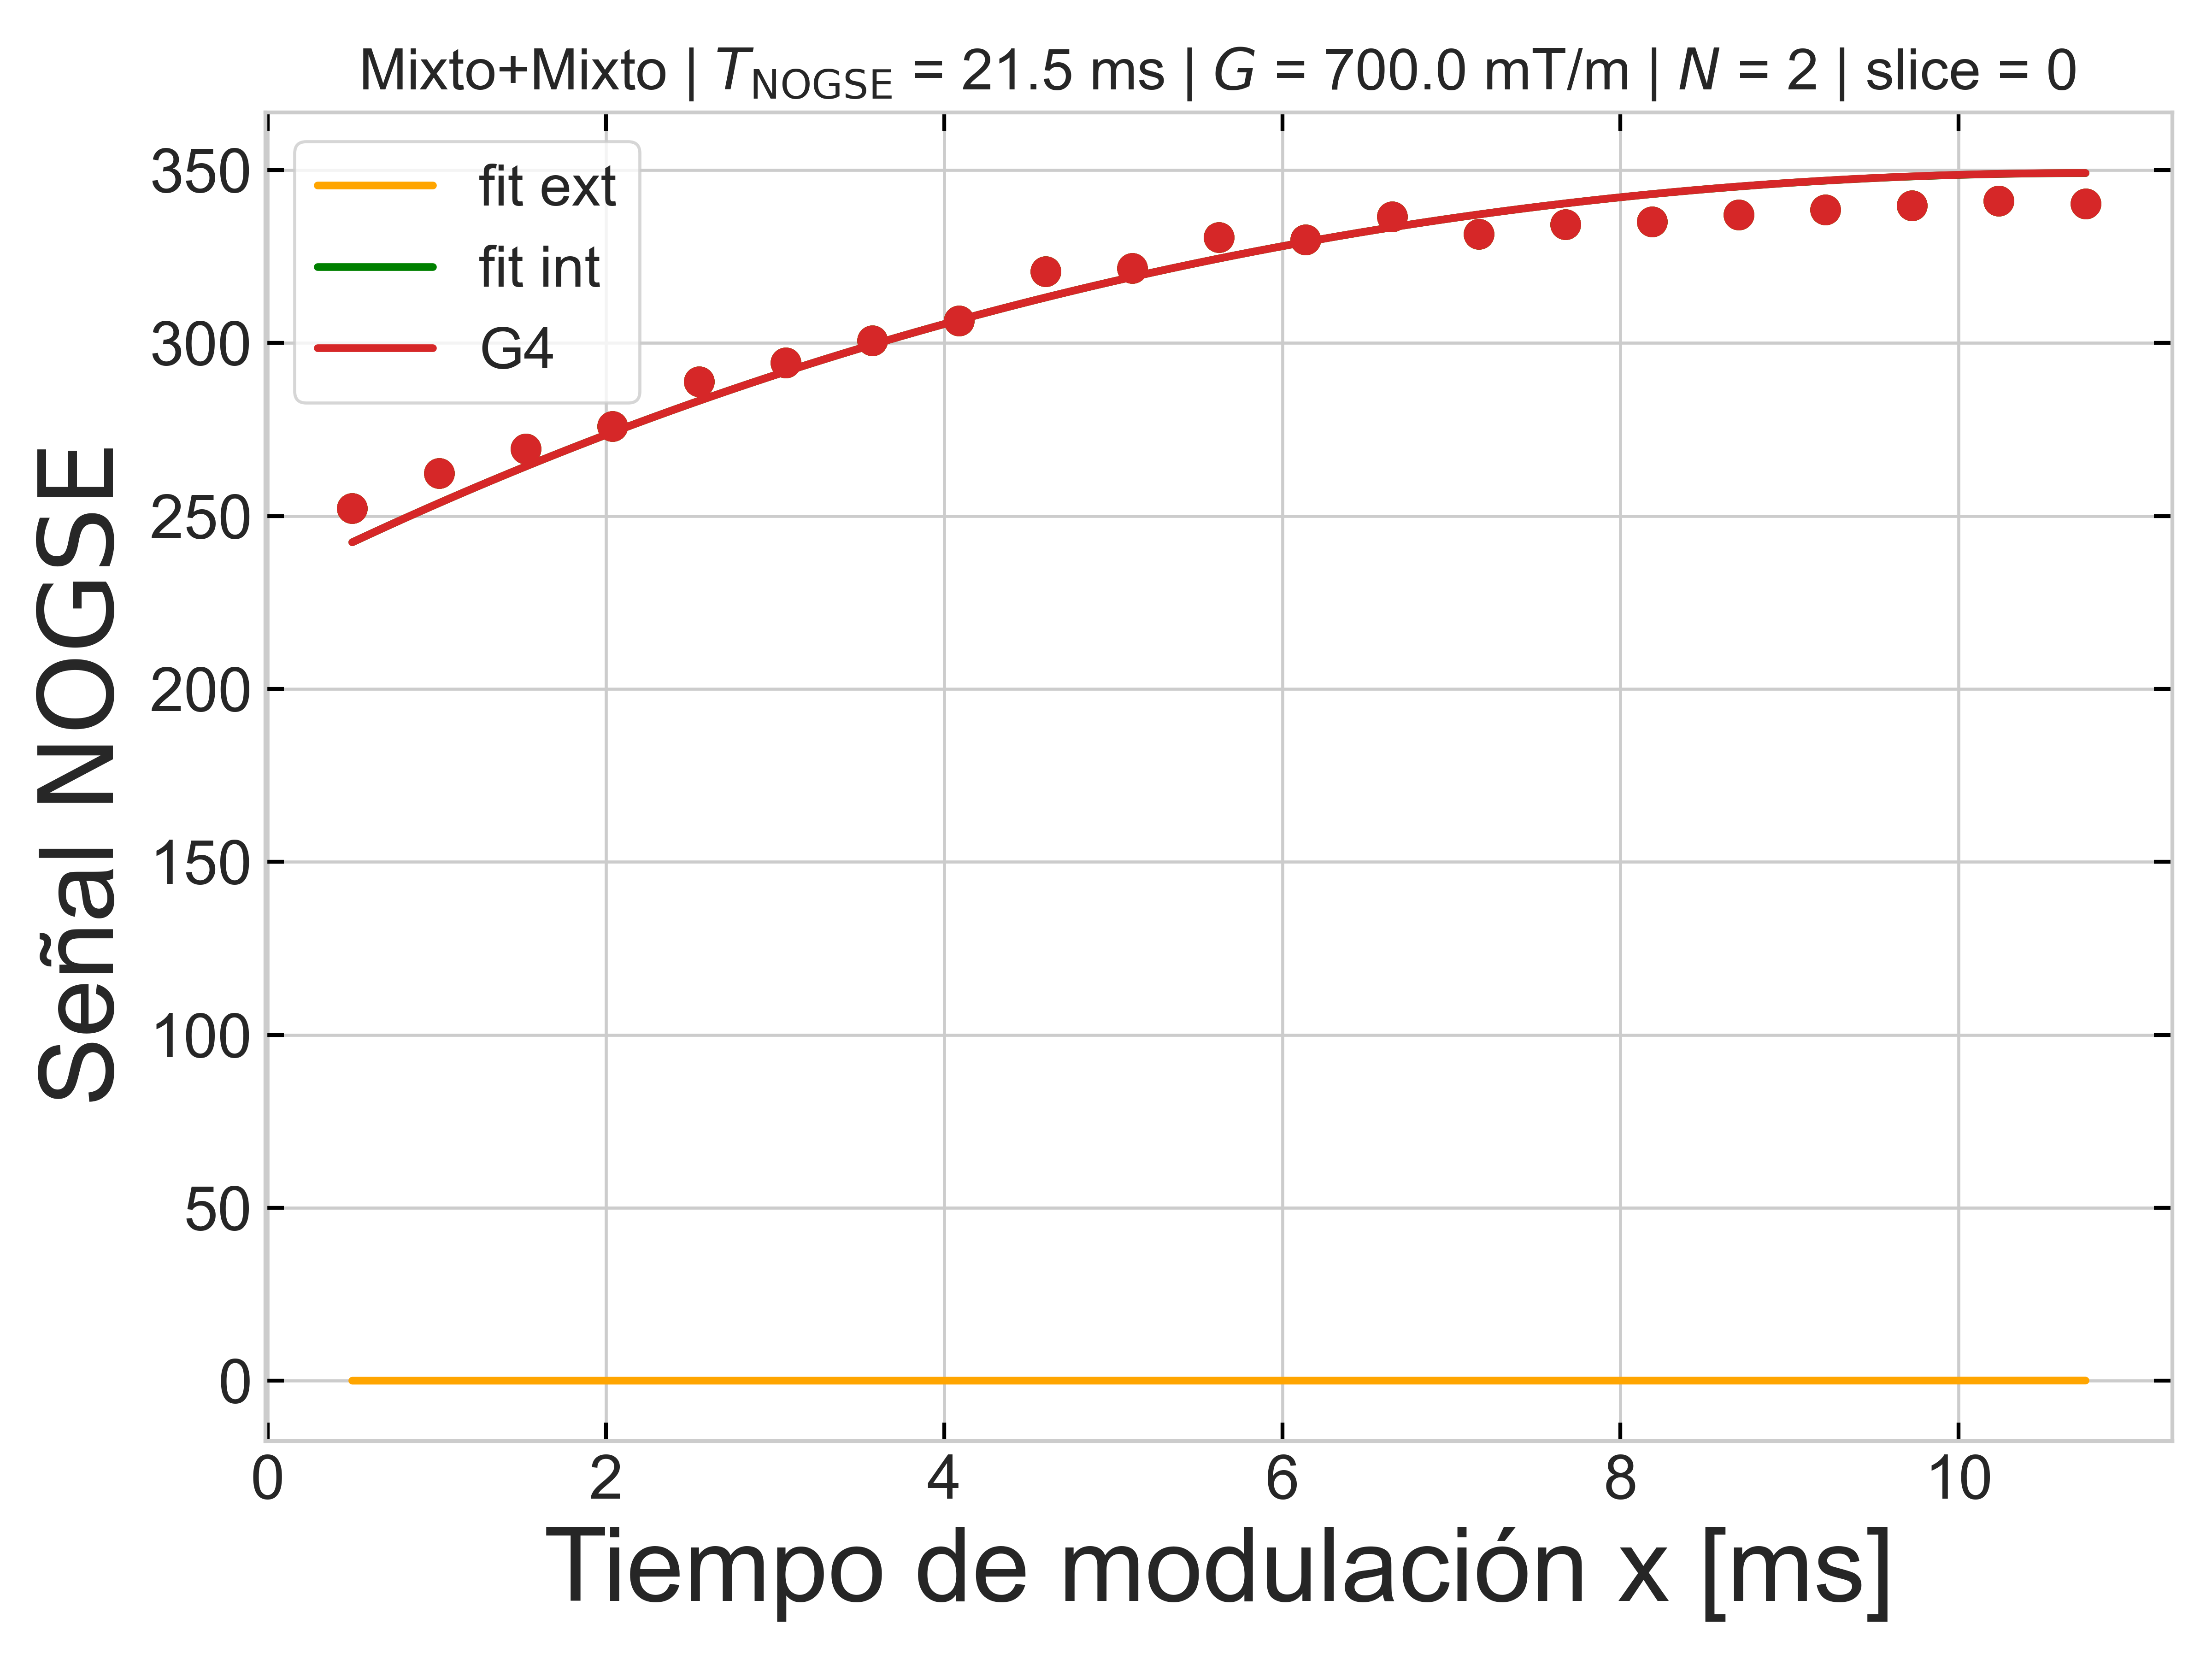 Mixto+Mixto | T_NOGSE = 21.5 ms | G = 700.0 mT/m | N = 2 | slice = 0
fit ext
fit int
G4
Señal NOGSE
350
300
250
200
150
100
50
0
0 2 4 6 8 10
Tiempo de modulación x [ms]